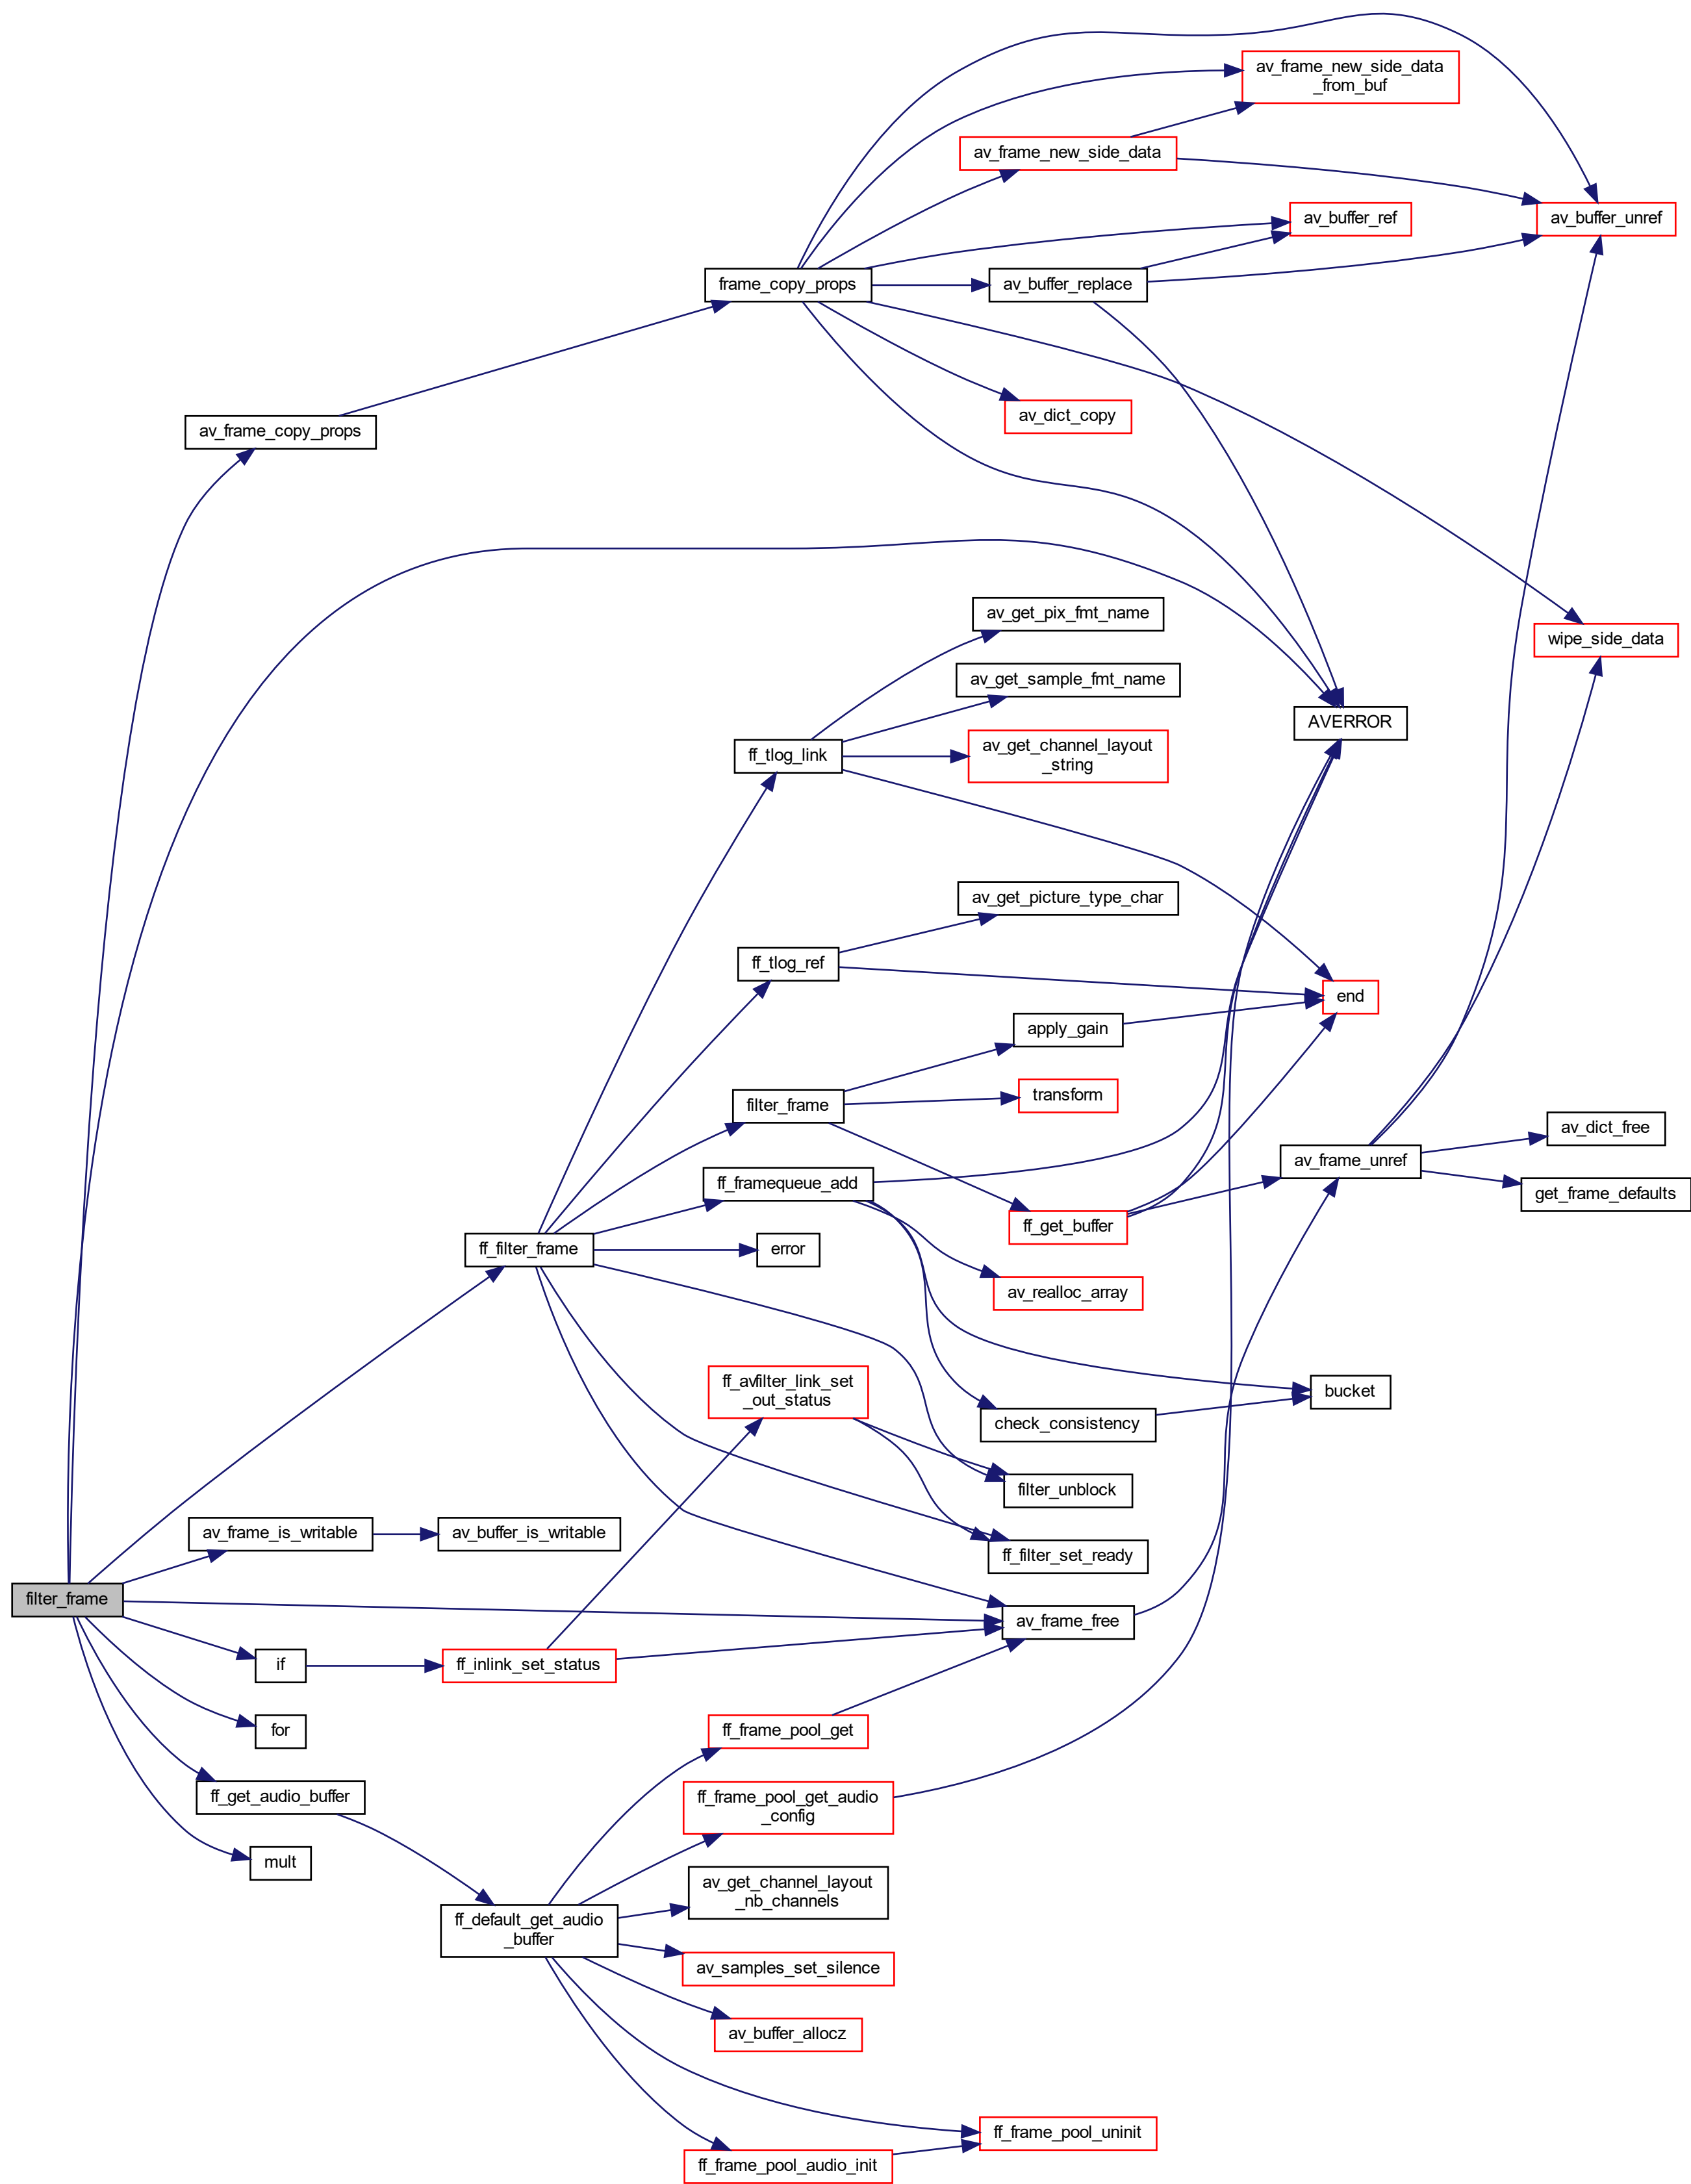 av_frame_new_side_data
_from_buf
av_frame_new_side_data
av_buffer_ref
av_buffer_unref
frame_copy_props
av_buffer_replace
av_dict_copy
av_frame_copy_props
av_get_pix_fmt_name
wipe_side_data
av_get_sample_fmt_name
AVERROR
ff_tlog_link
av_get_channel_layout
_string
av_get_picture_type_char
ff_tlog_ref
end
apply_gain
transform
filter_frame
av_dict_free
av_frame_unref
ff_framequeue_add
get_frame_defaults
ff_get_buffer
ff_filter_frame
error
av_realloc_array
ff_avfilter_link_set
_out_status
bucket
check_consistency
filter_unblock
av_frame_is_writable
av_buffer_is_writable
ff_filter_set_ready
filter_frame
av_frame_free
if
ff_inlink_set_status
for
ff_frame_pool_get
ff_get_audio_buffer
ff_frame_pool_get_audio
_config
mult
av_get_channel_layout
_nb_channels
ff_default_get_audio
_buffer
av_samples_set_silence
av_buffer_allocz
ff_frame_pool_uninit
ff_frame_pool_audio_init